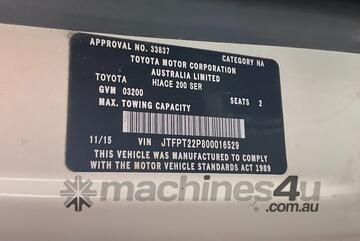 APPROVAL NO. 33837 CATEGORY NA
TOYOTA MOTOR CORPORATION
AUSTRALIA LIMITED
TOYOTA HIACE 200 SER
GVM 03200 SEATS 2
MAX. TOWING CAPACITY
11/15 VIN JTFPT22P800016529
THIS VEHICLE WAS MANUFACTURED TO COMPLY
WITH THE MOTOR VEHICLE STANDARDS ACT 1989
machines4u
.com.au